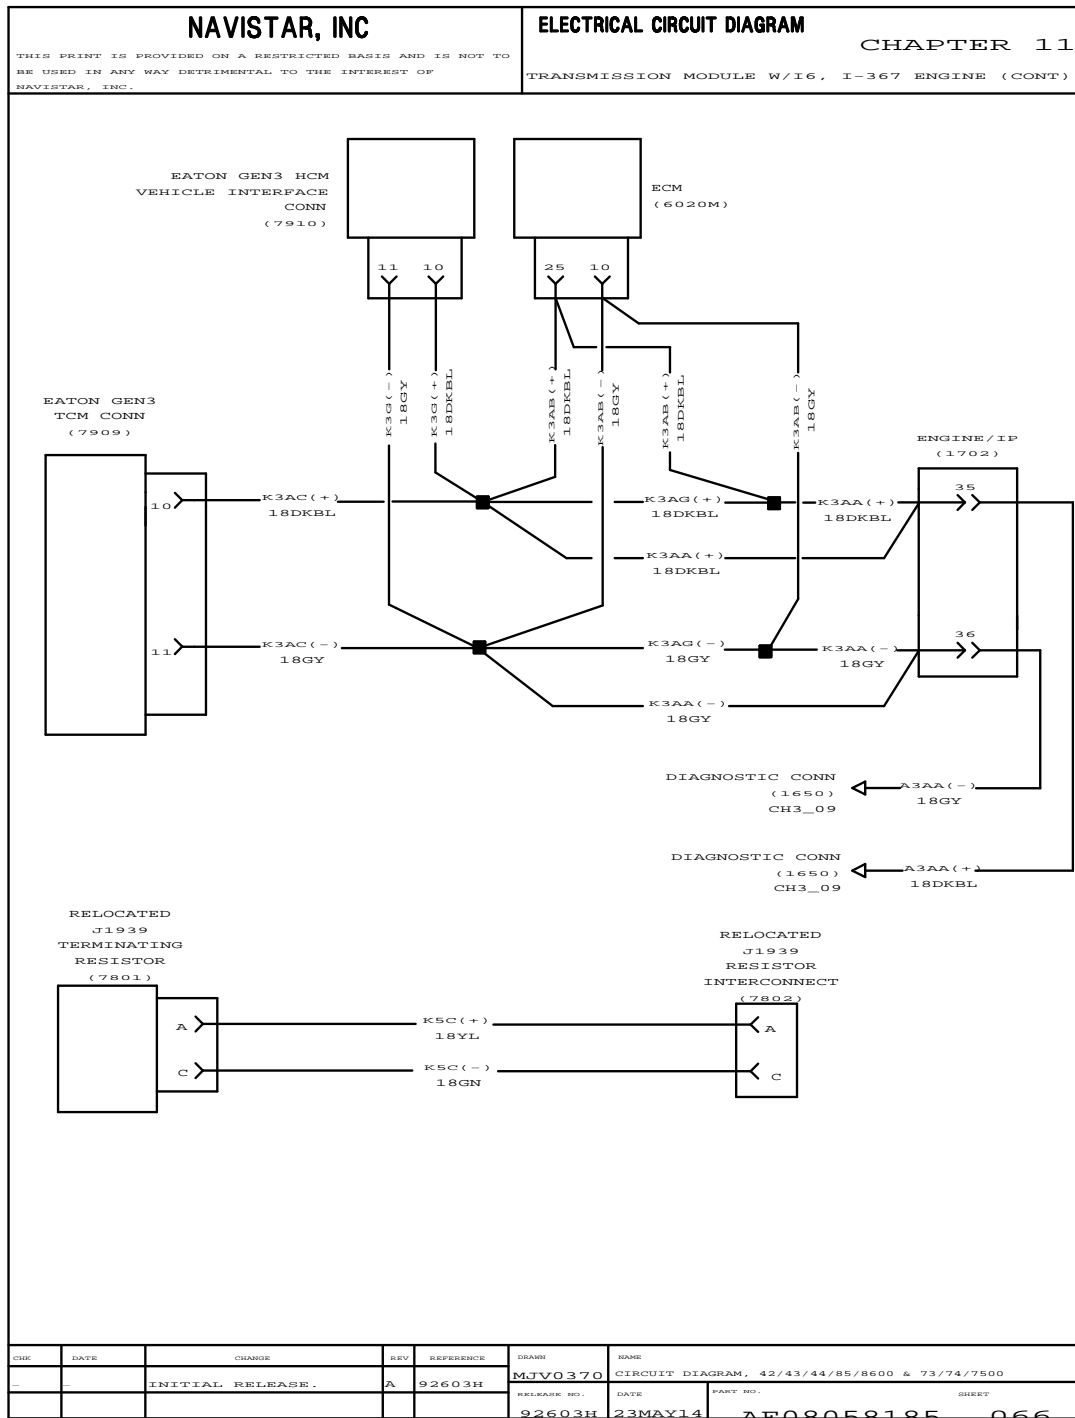 NAVISTAR, INC
THIS PRINT IS PROVIDED ON A RESTRICTED BASIS AND IS NOT TO
BE USED IN ANY WAY DETRIMENTAL TO THE INTEREST OF
NAVISTAR, INC.
ELECTRICAL CIRCUIT DIAGRAM
CHAPTER 11
TRANSMISSION MODULE W/I6, I-367 ENGINE (CONT)
EATON GEN3 HCM
VEHICLE INTERFACE
CONN
(7910)
ECM
(6020M)
11
10
25
10
K3G(-)
18GY
K3G(+)
18DKBL
K3AB(+)
18DKBL
K3AB(-)
18GY
K3AB(+)
18DKBL
K3AB(-)
18GY
EATON GEN3
TCM CONN
(7909)
ENGINE/IP
(1702)
10
K3AC(+)
18DKBL
K3AG(+)
18DKBL
K3AA(+)
18DKBL
35
K3AA(+)
18DKBL
11
K3AC(-)
18GY
K3AG(-)
18GY
K3AA(-)
18GY
36
K3AA(-)
18GY
DIAGNOSTIC CONN
(1650)
CH3_09
A3AA(-)
18GY
DIAGNOSTIC CONN
(1650)
CH3_09
A3AA(+)
18DKBL
RELOCATED
J1939
TERMINATING
RESISTOR
(7801)
RELOCATED
J1939
RESISTOR
INTERCONNECT
(7802)
A
K5C(+)
18YL
A
C
K5C(-)
18GN
C
CHK
DATE
CHANGE
REV
REFERENCE
DRAWN
NAME
-
-
INITIAL RELEASE.
A
92603H
MJV0370
CIRCUIT DIAGRAM, 42/43/44/85/8600 & 73/74/7500
RELEASE NO.
DATE
PART NO.
SHEET
92603H
23MAY14
AF08058185
066